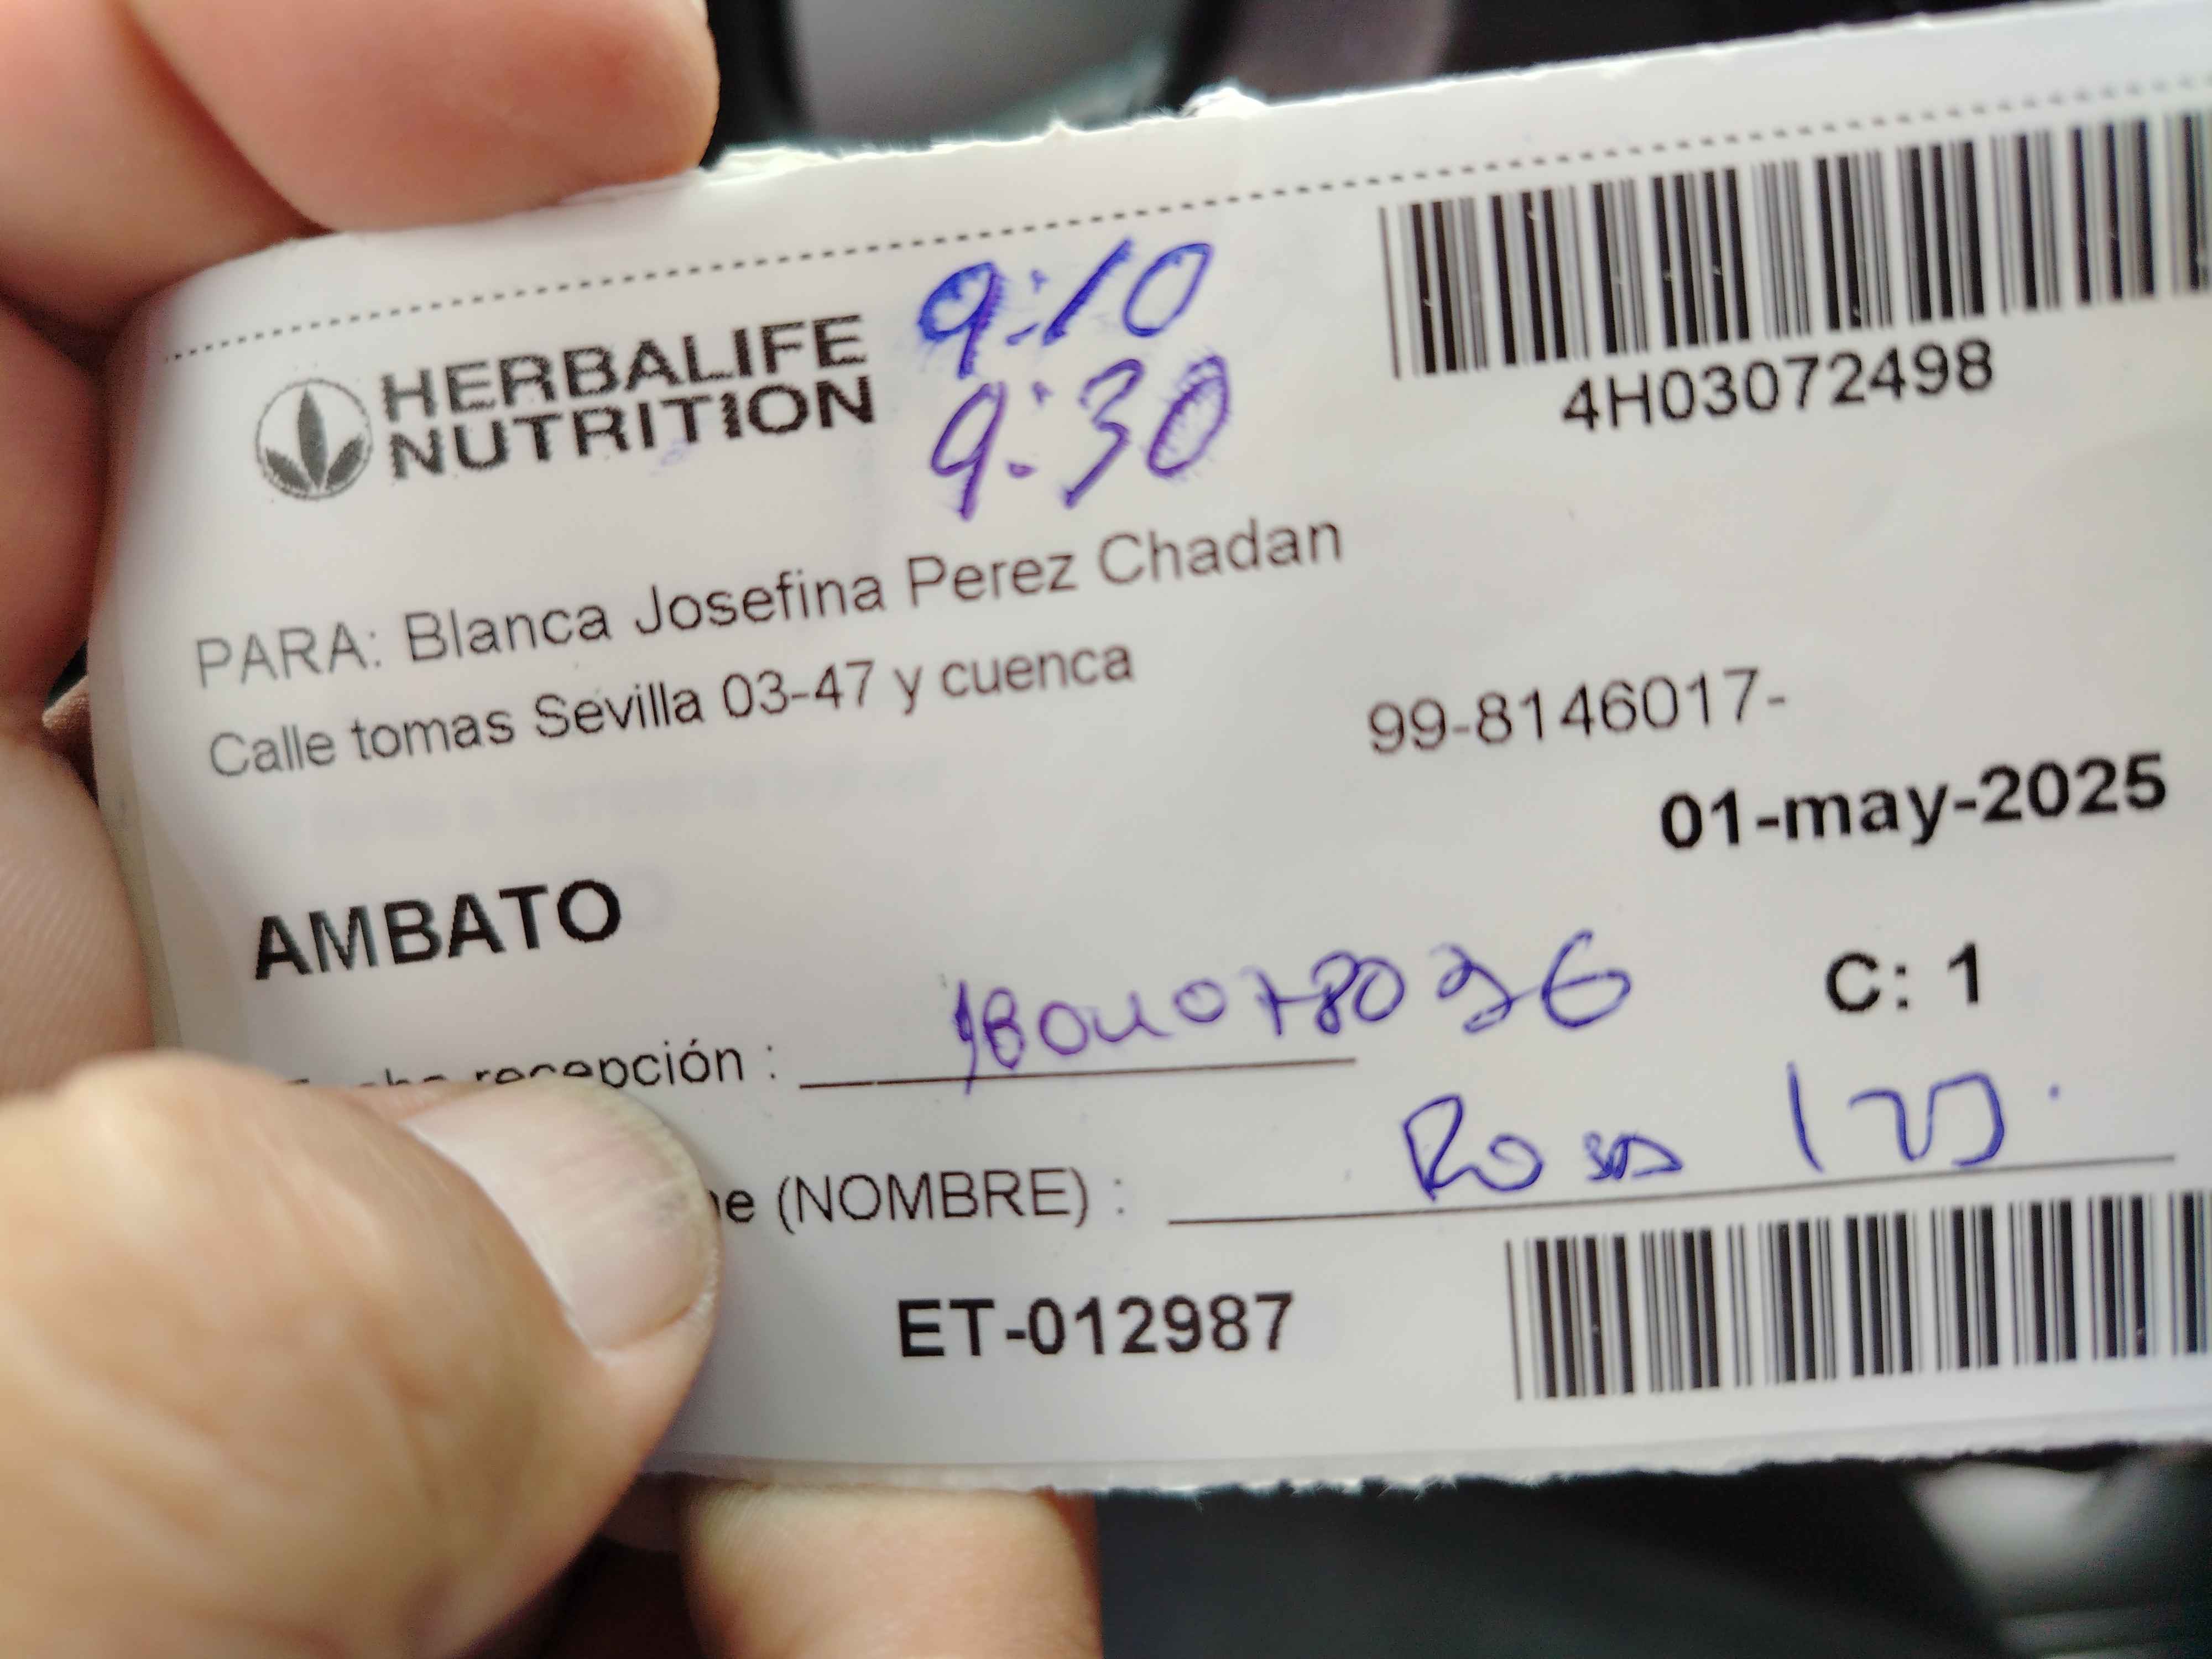 HERBALIFE
NUTRITION
9:10
9:30
4H03072498
PARA: Blanca Josefina Perez Chadan
Calle tomas Sevilla 03-47 y cuenca
99-8146017-
01-may-2025
AMBATO
C: 1
recepción :
(NOMBRE) : Rosa
ET-012987